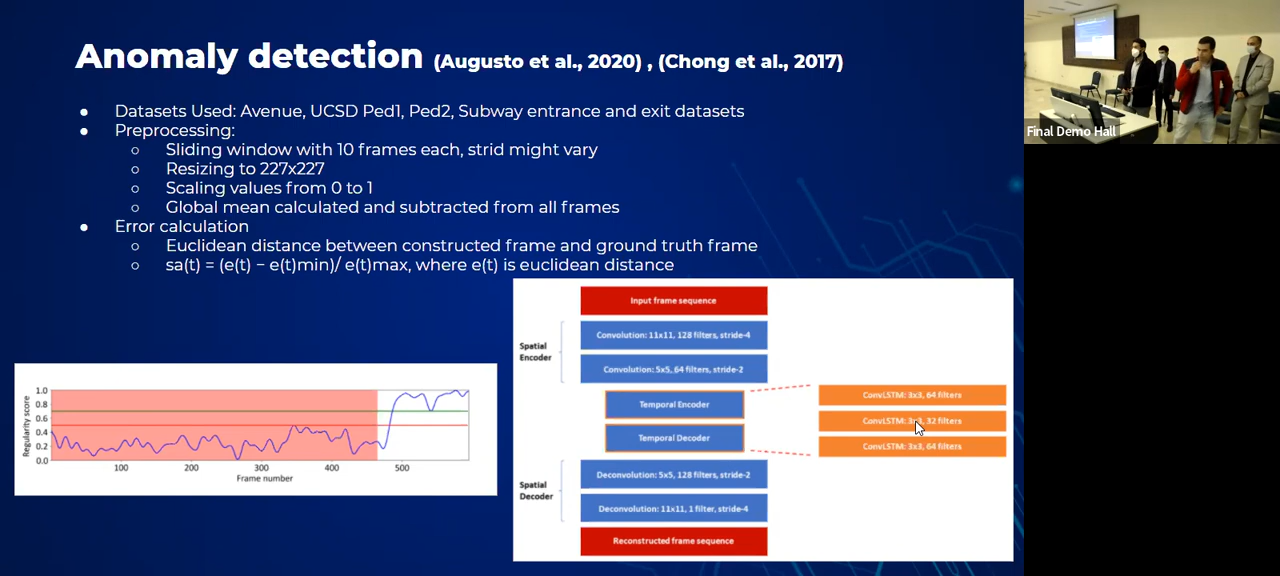 Anomaly detection (Augusto et al., 2020) , (Chong et al., 2017)
● Datasets Used: Avenue, UCSD Ped1, Ped2, Subway entrance and exit datasets
● Preprocessing:
○ Sliding window with 10 frames each, strid might vary
○ Resizing to 227x227
○ Scaling values from 0 to 1
○ Global mean calculated and subtracted from all frames
● Error calculation
○ Euclidean distance between constructed frame and ground truth frame
○ sa(t) = (e(t) − e(t)min)/ e(t)max, where e(t) is euclidean distance
Final Demo Hall
Regularity score
1.0
0.8
0.6
0.4
0.2
0.0
100 200 300 400 500
Frame number
Input frame sequence
Spatial
Encoder
Convolution: 11x11, 128 filters, stride-4
Convolution: 5x5, 64 filters, stride-2
Temporal Encoder
Temporal Decoder
ConvLSTM: 3x3, 64 filters
ConvLSTM: 3x3, 32 filters
ConvLSTM: 3x3, 64 filters
Spatial
Decoder
Deconvolution: 5x5, 128 filters, stride-2
Deconvolution: 11x11, 1 filter, stride-4
Reconstructed frame sequence